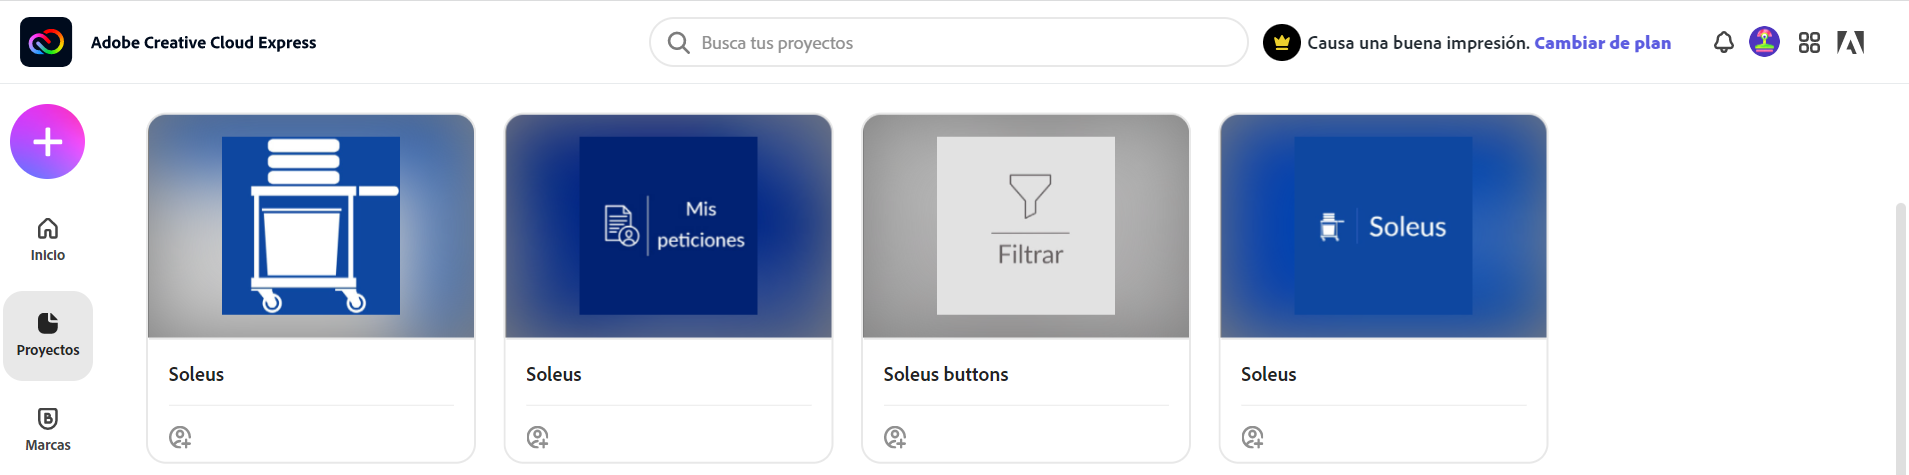 Adobe Creative Cloud Express
Busca tus proyectos
Causa una buena impresión. Cambiar de plan
Inicio
Proyectos
Marcas
Mis
peticiones
Filtrar
Soleus
Soleus
Soleus
Soleus buttons
Soleus